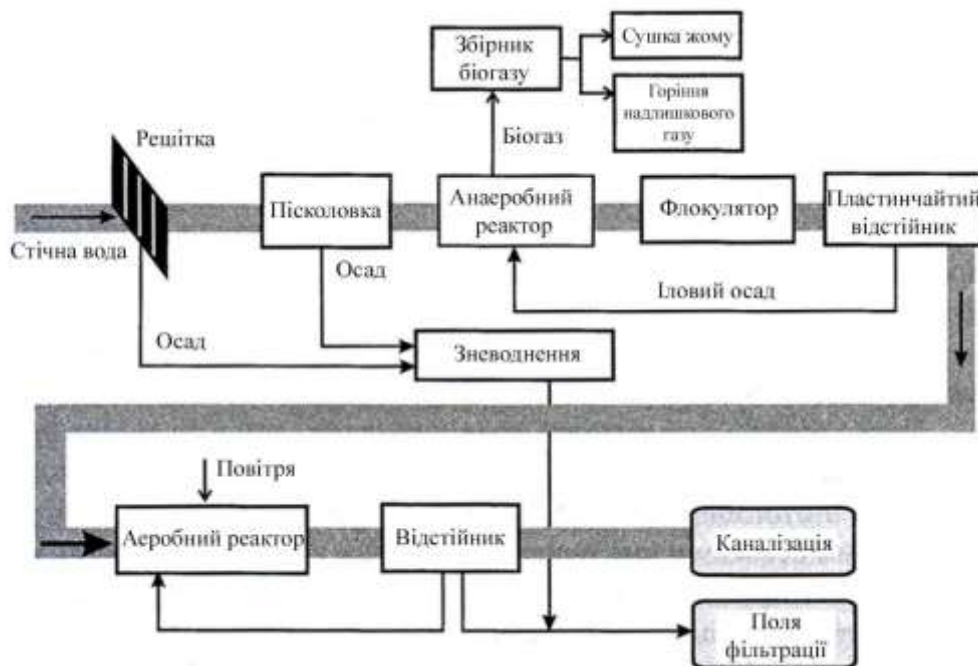 Збірник
біогазу
Сушка жому
Горіння
надлишкового
газу
Біогаз
Решітка
Стічна вода
Пісколовка
Анаеробний
реактор
Флокулятор
Пластинчайтий
відстійник
Осад
Іловий осад
Осад
Зневоднення
Повітря
Аеробний реактор
Відстійник
Каналізація
Поля
фільтрації